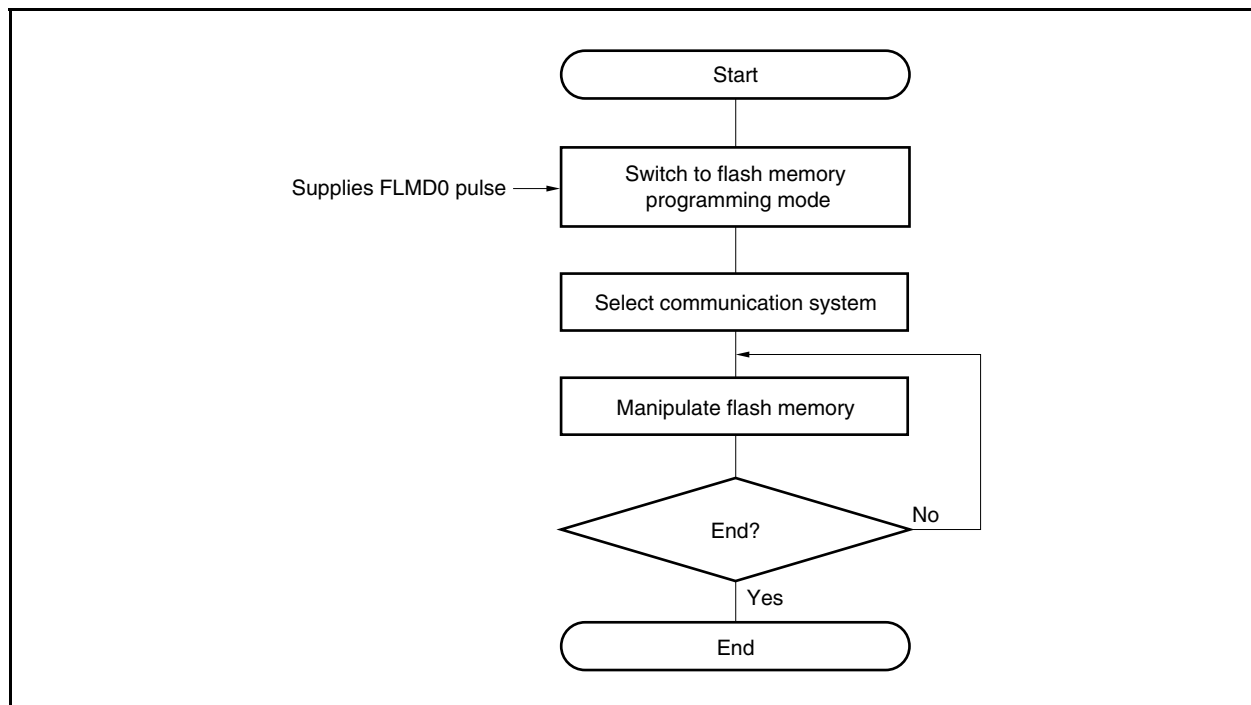 Start
Supplies FLMD0 pulse
Switch to flash memory
programming mode
Select communication system
Manipulate flash memory
End?
No
Yes
End